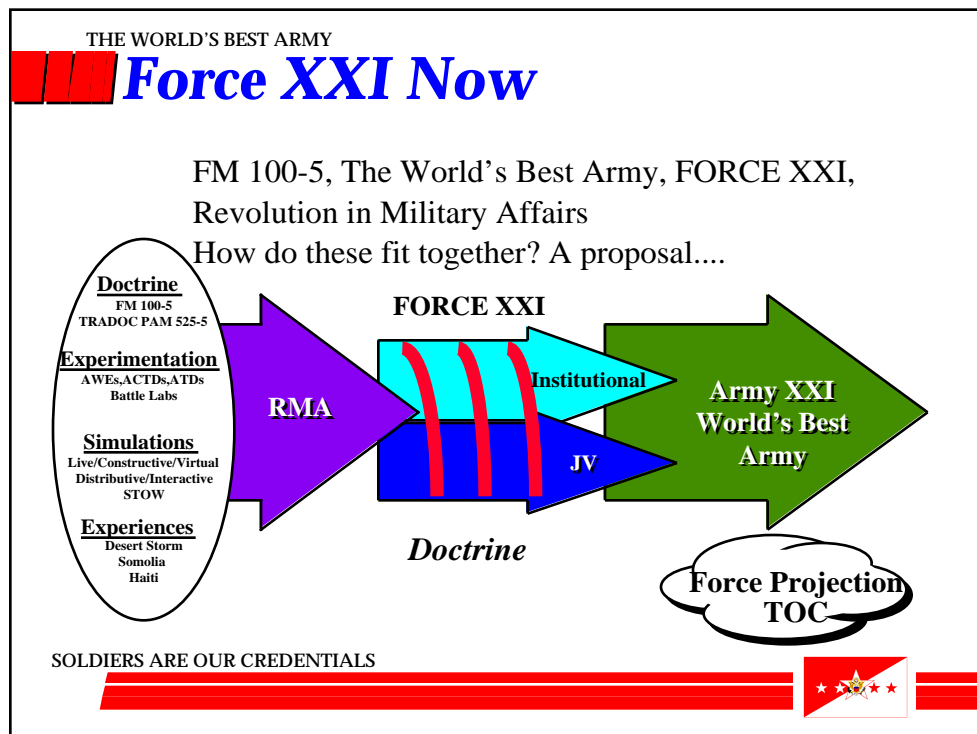 THE WORLD'S BEST ARMY
Force XXI Now
FM 100-5, The World's Best Army, FORCE XXI,
Revolution in Military Affairs
How do these fit together? A proposal....
Doctrine
FM 100-5
TRADOC PAM 525-5
Experimentation
AWEs,ACTDs,ATDs
Battle Labs
Simulations
Live/Constructive/Virtual
Distributive/Interactive
STOW
Experiences
Desert Storm
Somolia
Haiti
RMA
FORCE XXI
Institutional
JV
Doctrine
Army XXI
World's Best
Army
Force Projection
TOC
SOLDIERS ARE OUR CREDENTIALS